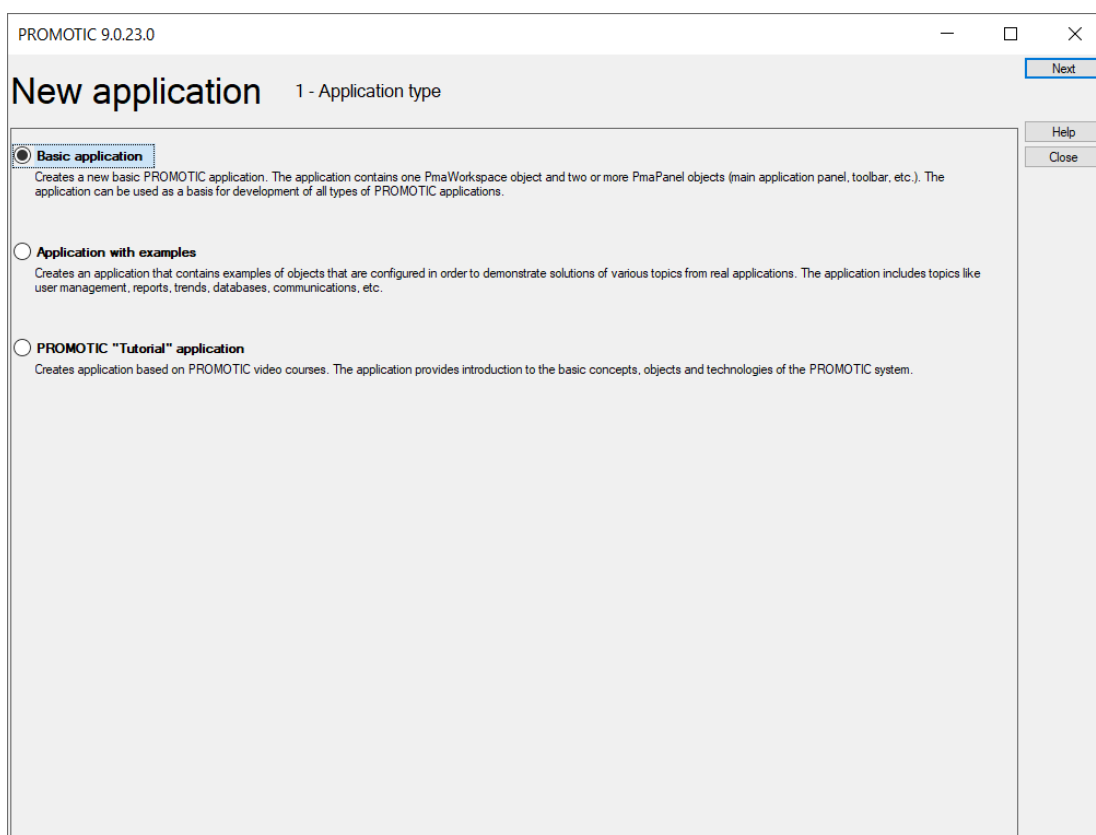 PROMOTIC 9.0.23.0
Next
New application
1 - Application type
Help
Close
Basic application
Creates a new basic PROMOTIC application. The application contains one PmaWorkspace object and two or more PmaPanel objects (main application panel, toolbar, etc.). The
application can be used as a basis for development of all types of PROMOTIC applications.
Application with examples
Creates an application that contains examples of objects that are configured in order to demonstrate solutions of various topics from real applications. The application includes topics like
user management, reports, trends, databases, communications, etc.
PROMOTIC "Tutorial" application
Creates application based on PROMOTIC video courses. The application provides introduction to the basic concepts, objects and technologies of the PROMOTIC system.